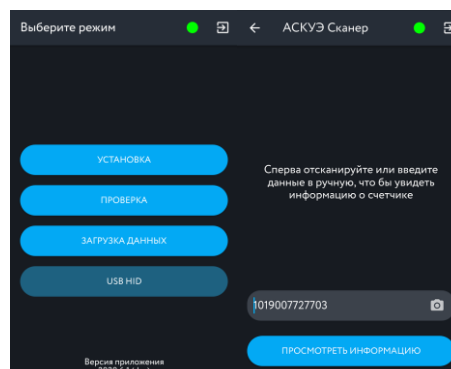 Выберите режим
УСТАНОВКА
ПРОВЕРКА
ЗАГРУЗКА ДАННЫХ
USB HID
Версия приложения
АСКУЭ Сканер
Сперва отсканируйте или введите
данные в ручную, что бы увидеть
информацию о счетчике
1019007727703
ПРОСМОТРЕТЬ ИНФОРМАЦИЮ